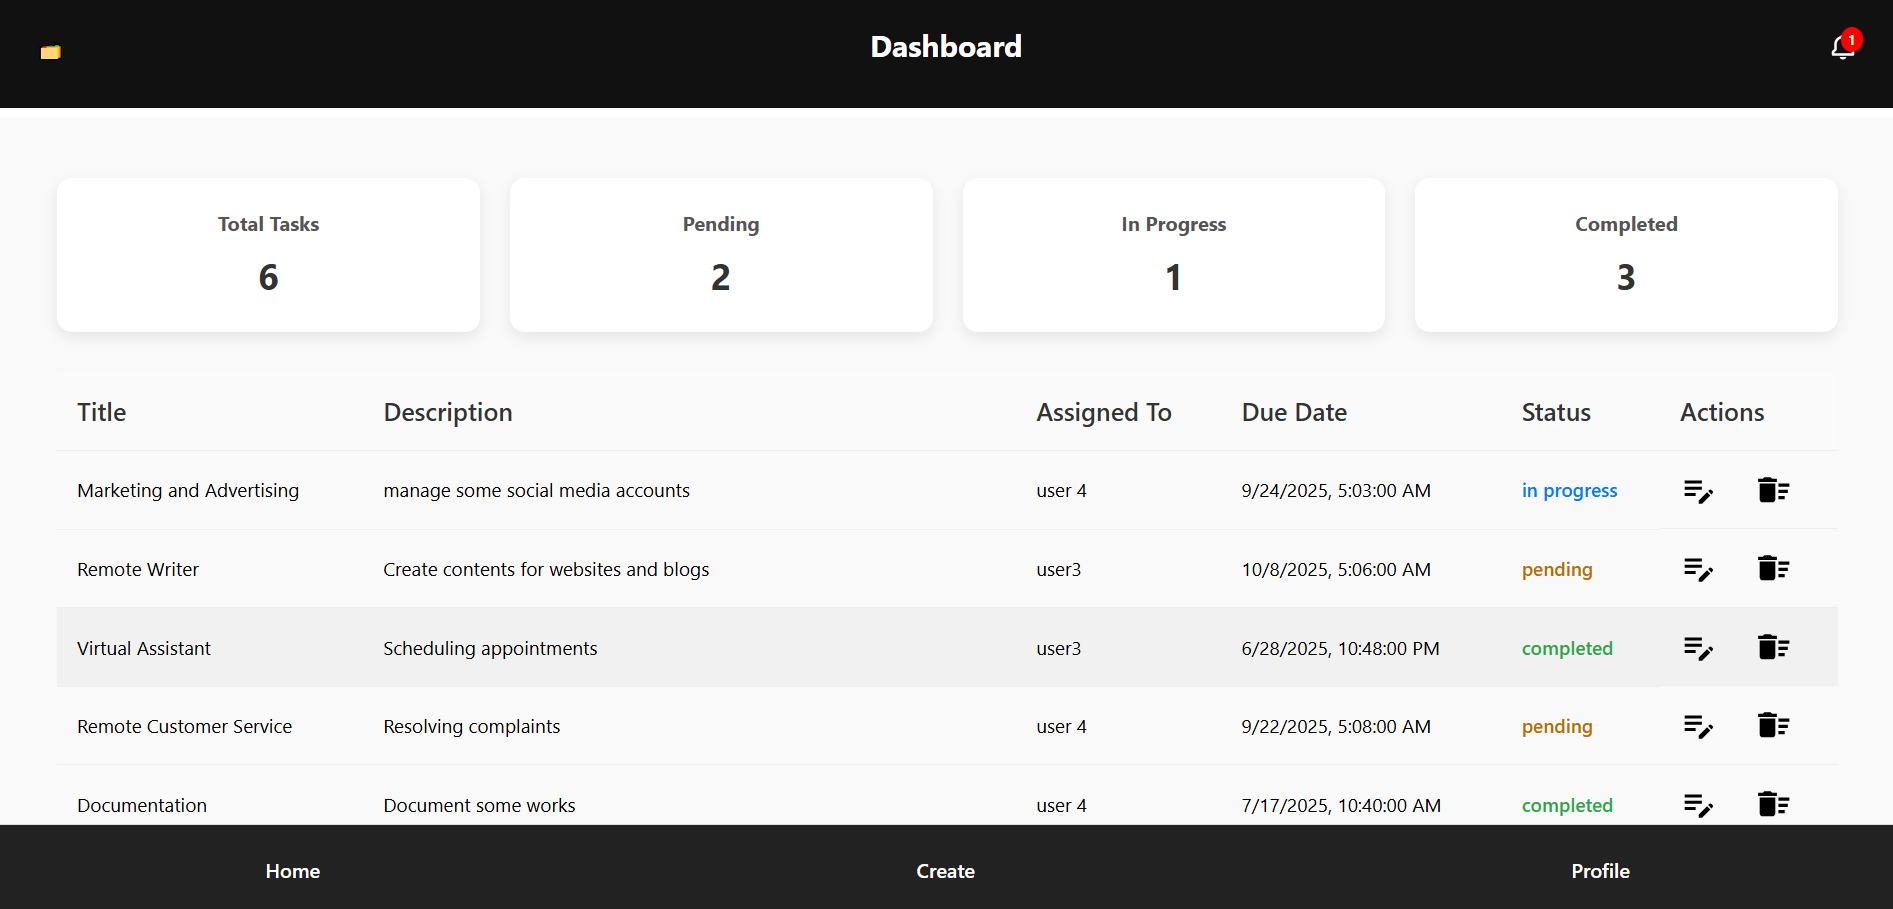 Dashboard
1
Total Tasks
6
Pending
2
In Progress
1
Completed
3
Title Description Assigned To Due Date Status Actions
Marketing and Advertising manage some social media accounts user 4 9/24/2025, 5:03:00 AM in progress
Remote Writer Create contents for websites and blogs user3 10/8/2025, 5:06:00 AM pending
Virtual Assistant Scheduling appointments user3 6/28/2025, 10:48:00 PM completed
Remote Customer Service Resolving complaints user 4 9/22/2025, 5:08:00 AM pending
Documentation Document some works user 4 7/17/2025, 10:40:00 AM completed
Home Create Profile